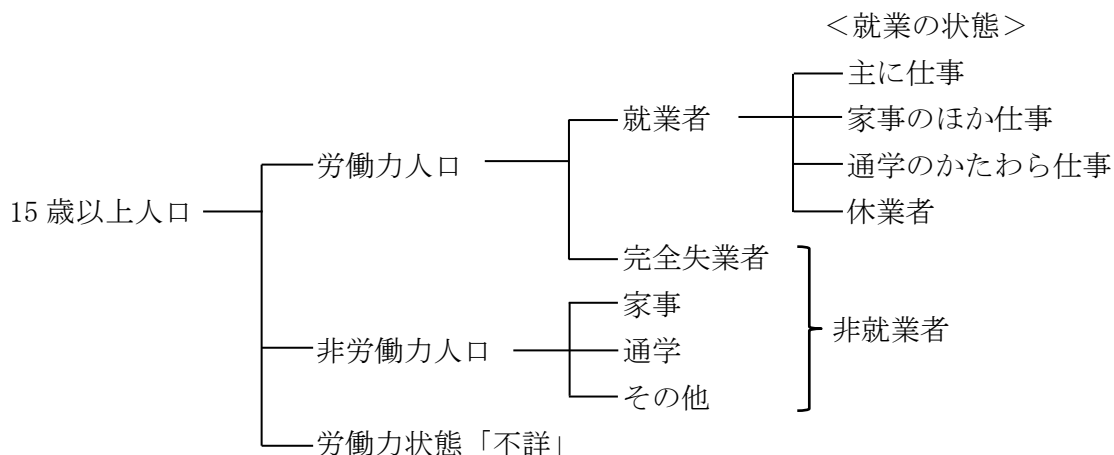 <就業の状態>
主に仕事
就業者
家事のほか仕事
労働力人口
通学のかたわら仕事
15歳以上人口
休業者
完全失業者
家事
非就業者
非労働力人口
通学
その他
労働力状態「不詳」